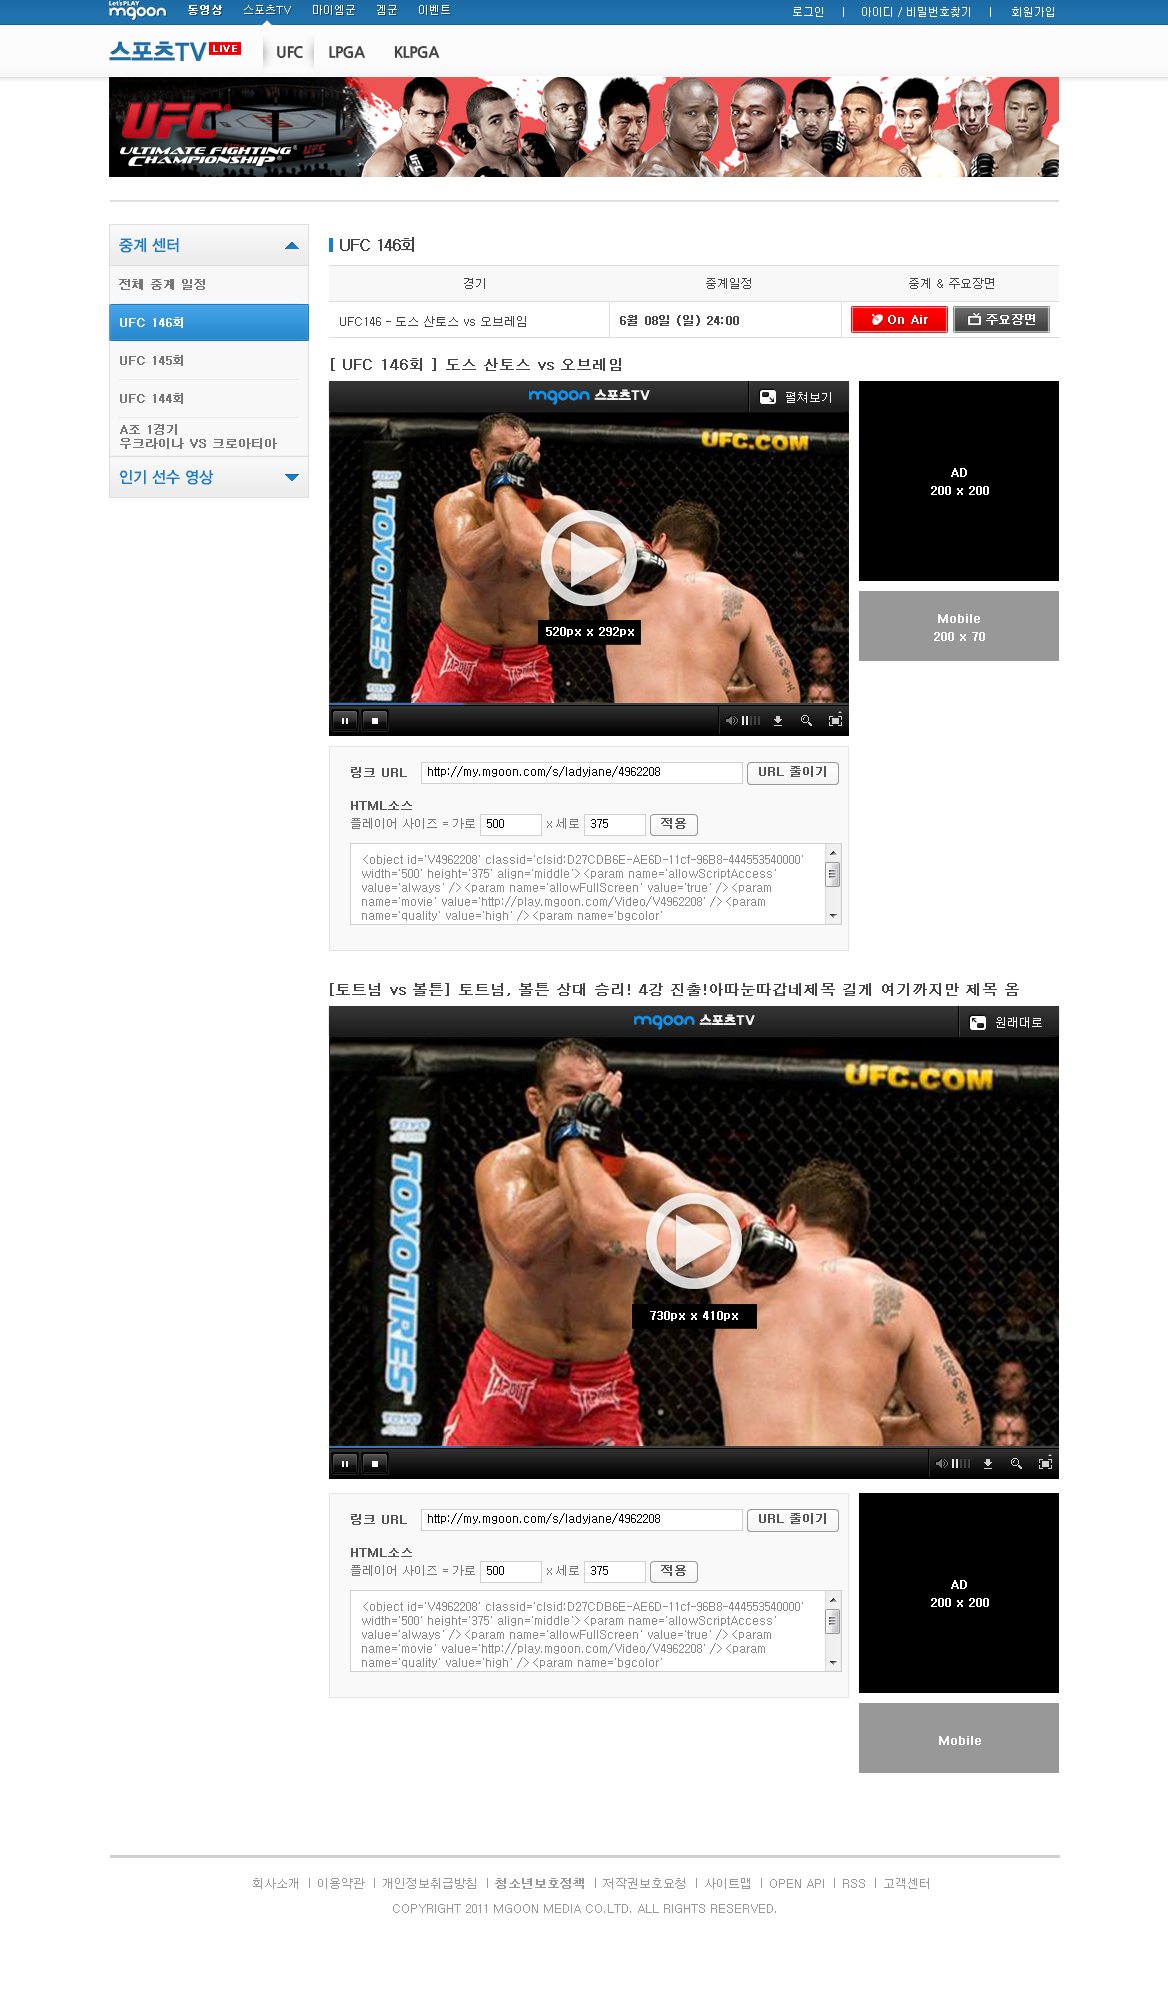 Let'sPLAY
mgoon 동영상 스포츠TV 마이엠군 겜군 이벤트 로그인 | 아이디 / 비밀번호찾기 | 회원가입
스포츠TV LIVE UFC LPGA KLPGA
UFC
ULTIMATE FIGHTING
CHAMPIONSHIP
중계 센터
전체 중계 일정
UFC 146회
UFC 145회
UFC 144회
A조 1경기
우크라이나 VS 크로아티아
인기 선수 영상
UFC 146회
경기 중계일정 중계 & 주요장면
UFC146 - 도스 산토스 vs 오브레임 6월 08일 (일) 24:00 On Air 주요장면
[ UFC 146회 ] 도스 산토스 vs 오브레임
mgoon 스포츠TV 펼쳐보기
UFC.COM
TOYO TIRES
TAPOUT
520px x 292px
AD
200 x 200
Mobile
200 x 70
링크 URL http://my.mgoon.com/s/ladyjane/4962208 URL 줄이기
HTML소스
플레이어 사이즈 = 가로 500 x 세로 375 적용
<object id='V4962208' classid='clsid:D27CDB6E-AE6D-11cf-96B8-444553540000'
width='500' height='375' align='middle'><param name='allowScriptAccess'
value='always' /><param name='allowFullScreen' value='true' /><param
name='movie' value='http://play.mgoon.com/Video/V4962208' /><param
name='quality' value='high' /><param name='bgcolor'
[토트넘 vs 볼튼] 토트넘, 볼튼 상대 승리! 4강 진출!아따눈따갑네제목 길게 여기까지만 제목 옴
mgoon 스포츠TV 원래대로
UFC.COM
TOYO TIRES
TAPOUT
730px x 410px
링크 URL http://my.mgoon.com/s/ladyjane/4962208 URL 줄이기
HTML소스
플레이어 사이즈 = 가로 500 x 세로 375 적용
<object id='V4962208' classid='clsid:D27CDB6E-AE6D-11cf-96B8-444553540000'
width='500' height='375' align='middle'><param name='allowScriptAccess'
value='always' /><param name='allowFullScreen' value='true' /><param
name='movie' value='http://play.mgoon.com/Video/V4962208' /><param
name='quality' value='high' /><param name='bgcolor'
AD
200 x 200
Mobile
회사소개 | 이용약관 | 개인정보취급방침 | 청소년보호정책 | 저작권보호요청 | 사이트맵 | OPEN API | RSS | 고객센터
COPYRIGHT 2011 MGOON MEDIA CO.LTD. ALL RIGHTS RESERVED.